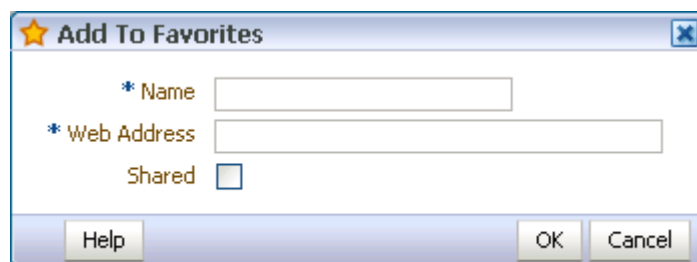 Add To Favorites
* Name
* Web Address
Shared
Help OK Cancel